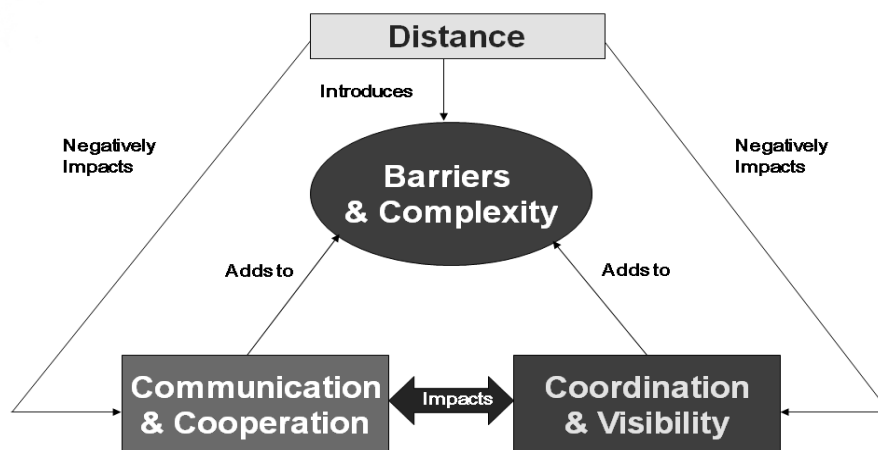 Distance
Introduces
Negatively
Impacts
Negatively
Impacts
Barriers
& Complexity
Adds to
Adds to
Communication
& Cooperation
Impacts
Coordination
& Visibility